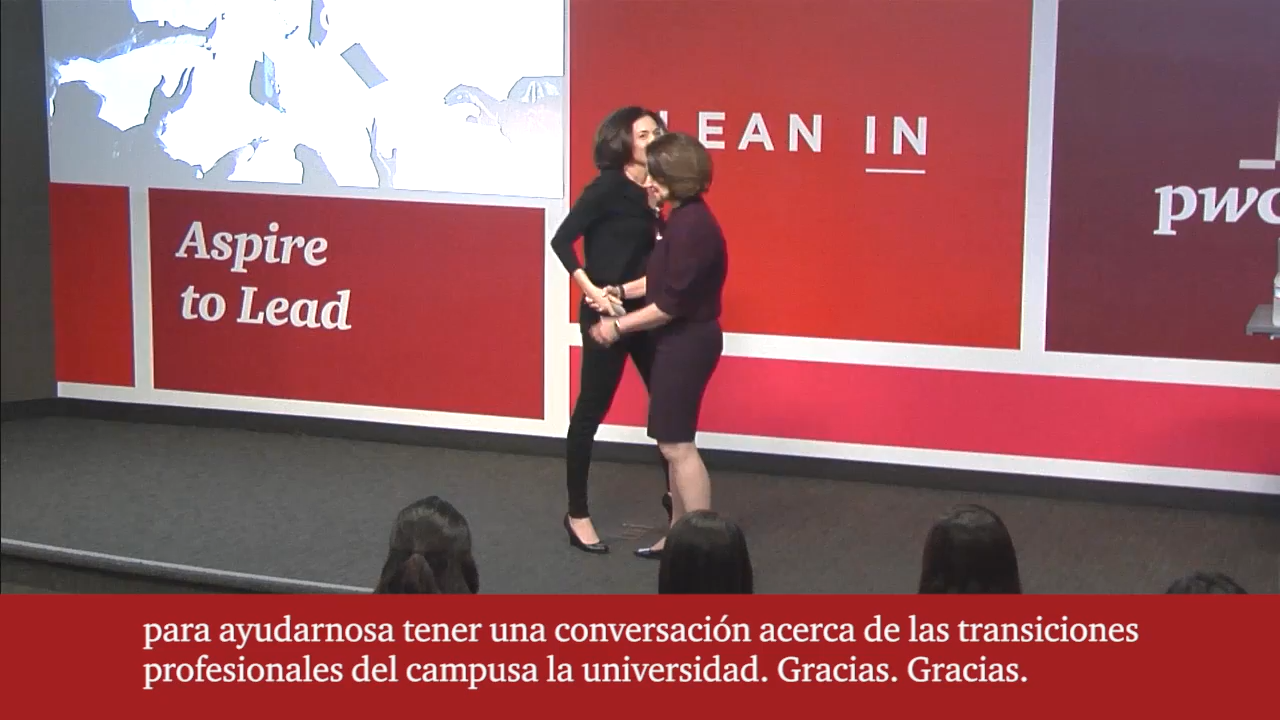 LEAN IN
pwc
Aspire
to Lead
para ayudarnosa tener una conversación acerca de las transiciones
profesionales del campusa la universidad. Gracias. Gracias.